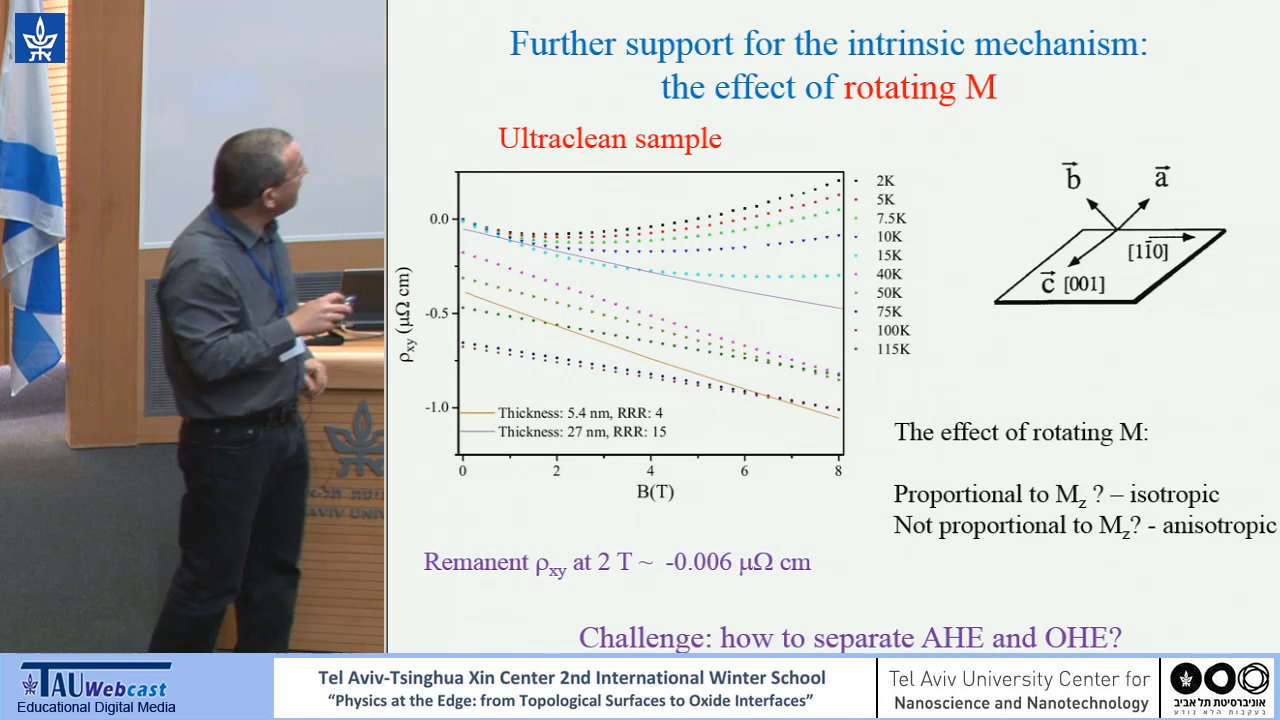 Further support for the intrinsic mechanism:
the effect of rotating M
Ultraclean sample
0.0
-0.5
-1.0
ρxy (μΩ cm)
0
2
4
6
8
B(T)
Thickness: 5.4 nm, RRR: 4
Thickness: 27 nm, RRR: 15
2K
5K
7.5K
10K
15K
40K
50K
75K
100K
115K
b
a
[11̄0]
c [001]
The effect of rotating M:
Proportional to Mz ? – isotropic
Not proportional to Mz? - anisotropic
Remanent ρxy at 2 T ~ -0.006 μΩ cm
Challenge: how to separate AHE and OHE?
TAU Webcast
Educational Digital Media
Tel Aviv-Tsinghua Xin Center 2nd International Winter School
“Physics at the Edge: from Topological Surfaces to Oxide Interfaces”
Tel Aviv University Center for
Nanoscience and Nanotechnology
אוניברסיטת תל אביב